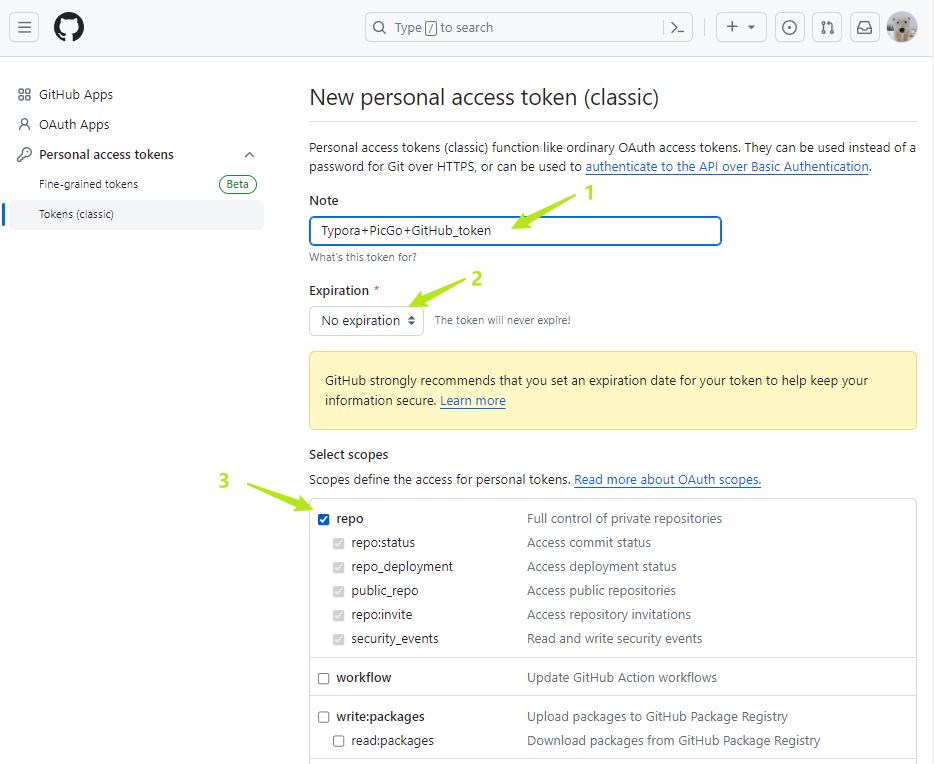 Type / to search
GitHub Apps
OAuth Apps
Personal access tokens
Fine-grained tokens Beta
Tokens (classic)
New personal access token (classic)
Personal access tokens (classic) function like ordinary OAuth access tokens. They can be used instead of a
password for Git over HTTPS, or can be used to authenticate to the API over Basic Authentication.
1
Note
Typora+PicGo+GitHub_token
What's this token for?
2
Expiration *
No expiration The token will never expire!
GitHub strongly recommends that you set an expiration date for your token to help keep your
information secure. Learn more
Select scopes
Scopes define the access for personal tokens. Read more about OAuth scopes.
3
repo Full control of private repositories
repo:status Access commit status
repo_deployment Access deployment status
public_repo Access public repositories
repo:invite Access repository invitations
security_events Read and write security events
workflow Update GitHub Action workflows
write:packages Upload packages to GitHub Package Registry
read:packages Download packages from GitHub Package Registry